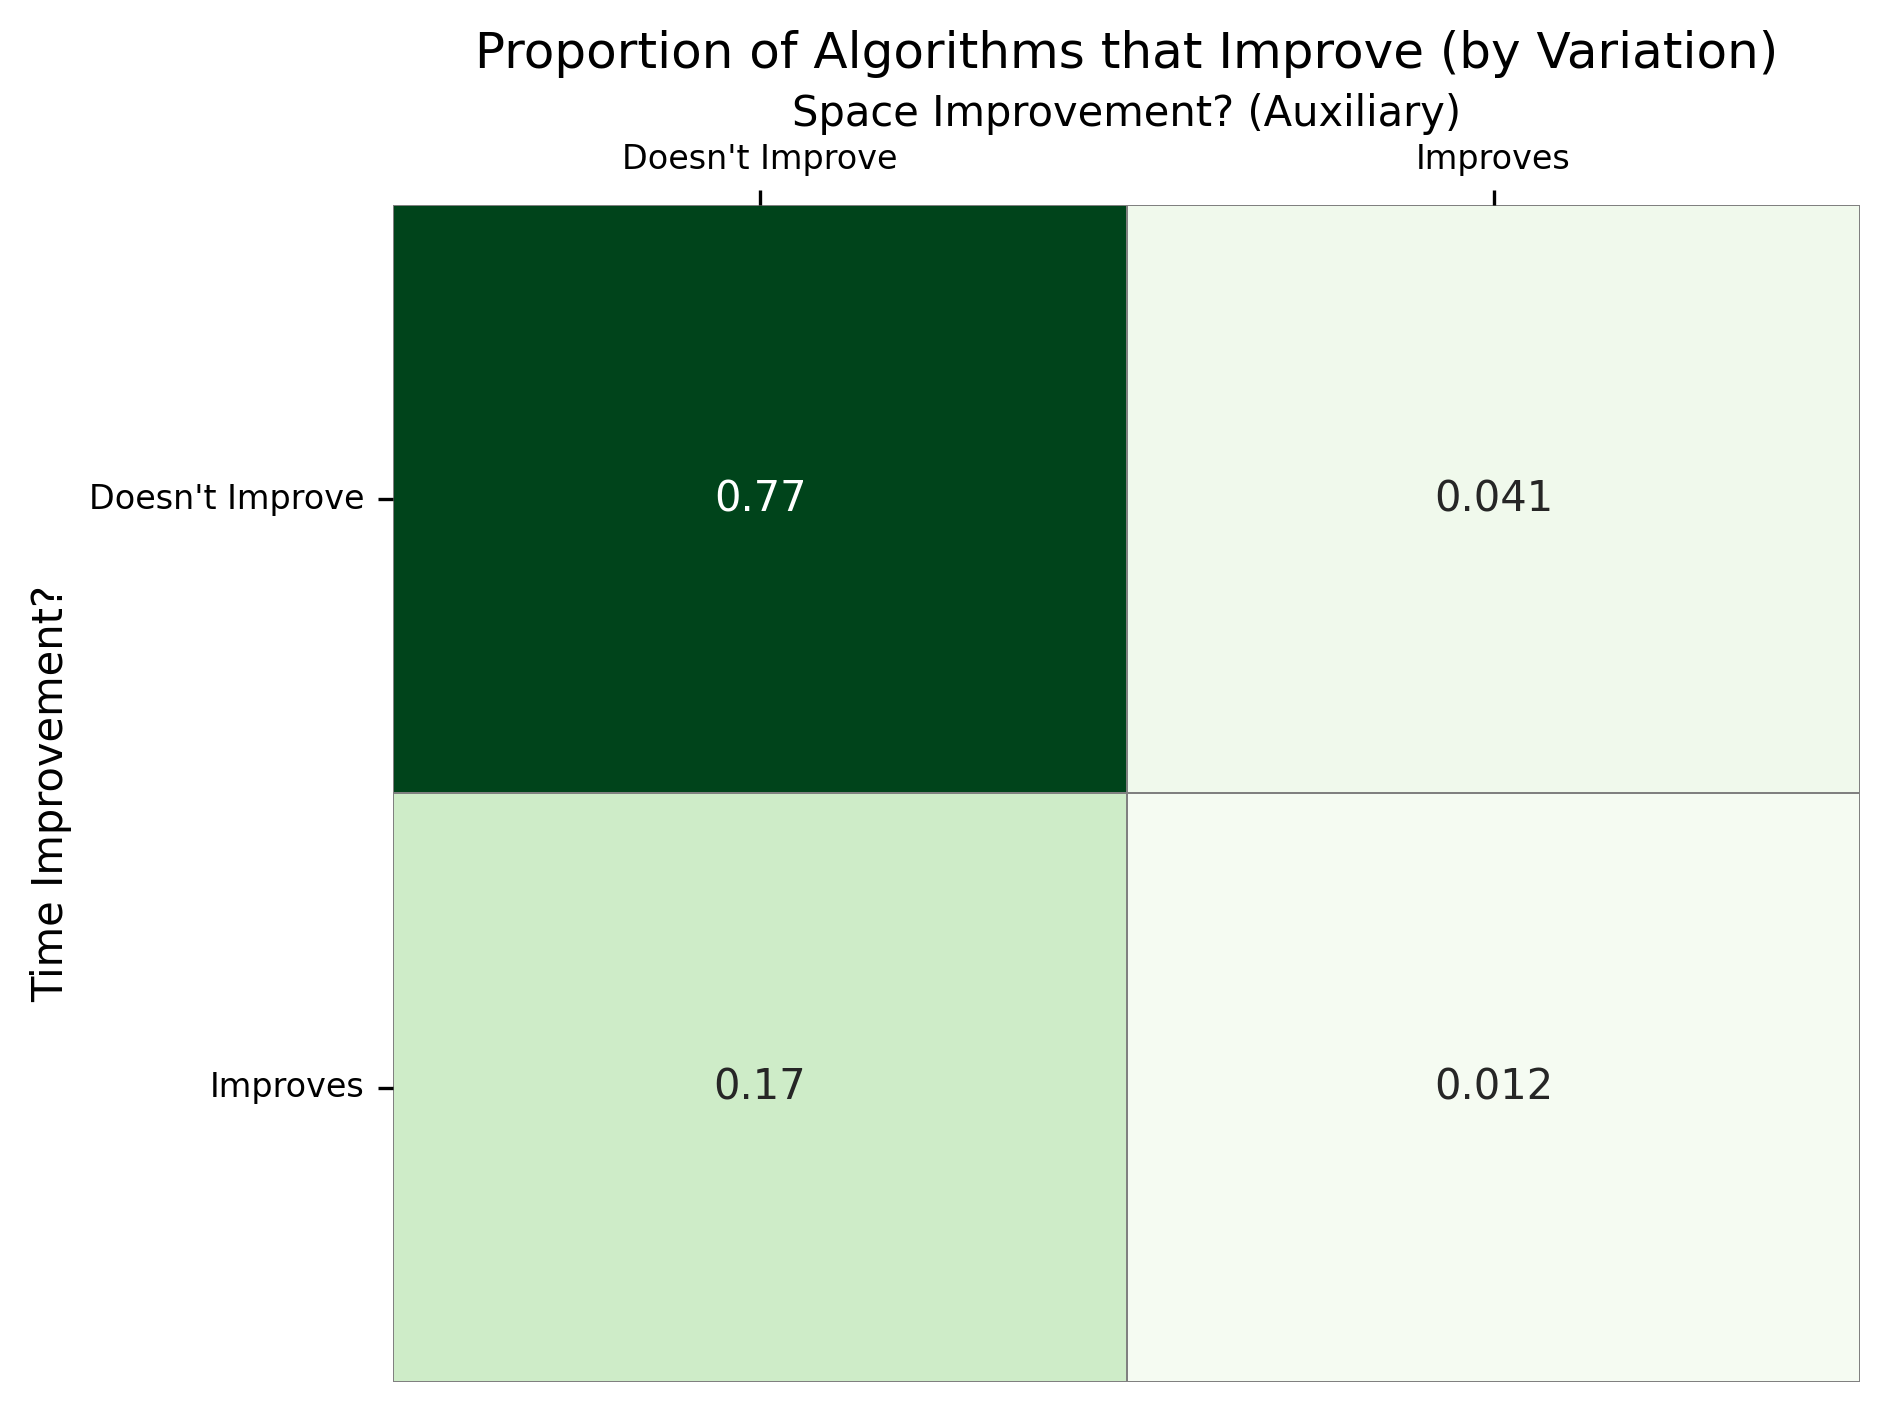 Proportion of Algorithms that Improve (by Variation)
Space Improvement? (Auxiliary)
Doesn't Improve
Improves
Time Improvement?
Doesn't Improve
0.77
0.041
Improves
0.17
0.012